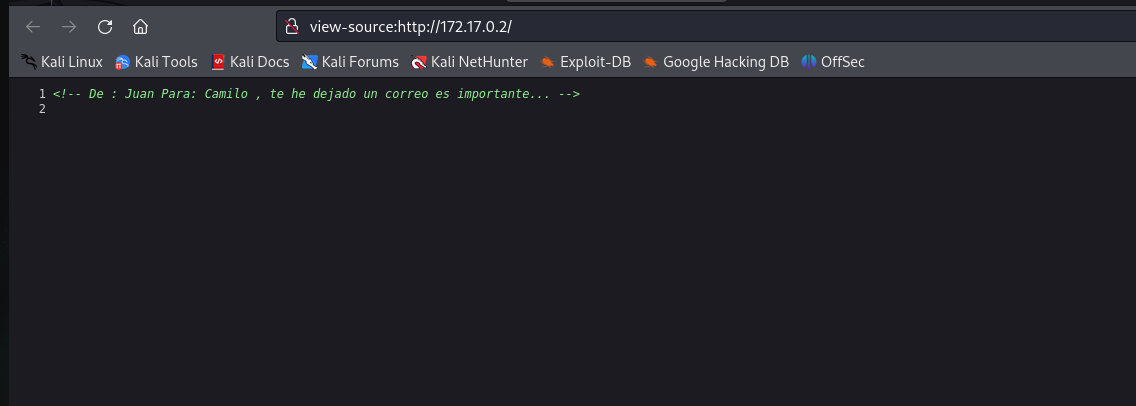 view-source:http://172.17.0.2/
Kali Linux Kali Tools Kali Docs Kali Forums Kali NetHunter Exploit-DB Google Hacking DB OffSec
1 <!-- De : Juan Para: Camilo , te he dejado un correo es importante... -->
2